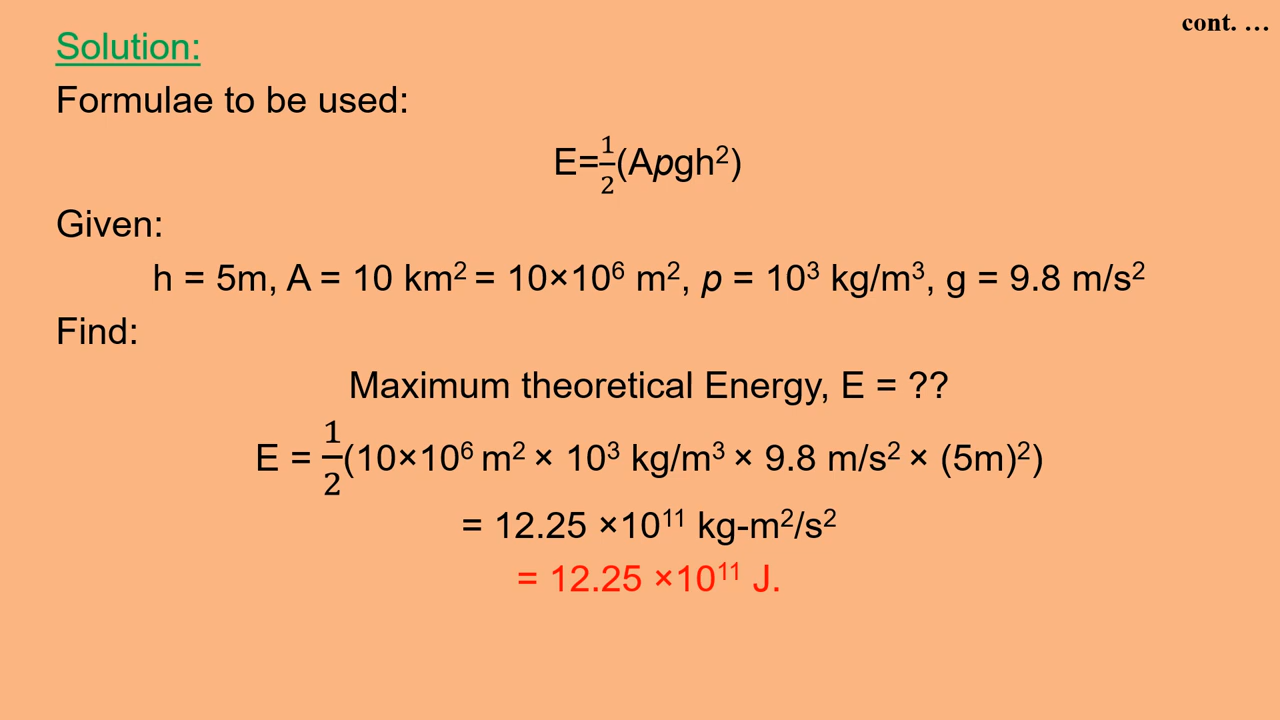 cont. …
Solution:
Formulae to be used:
E=½(Apgh²)
Given:
h = 5m, A = 10 km² = 10×10⁶ m², p = 10³ kg/m³, g = 9.8 m/s²
Find:
Maximum theoretical Energy, E = ??
E = ½(10×10⁶ m² × 10³ kg/m³ × 9.8 m/s² × (5m)²)
= 12.25 ×10¹¹ kg-m²/s²
= 12.25 ×10¹¹ J.